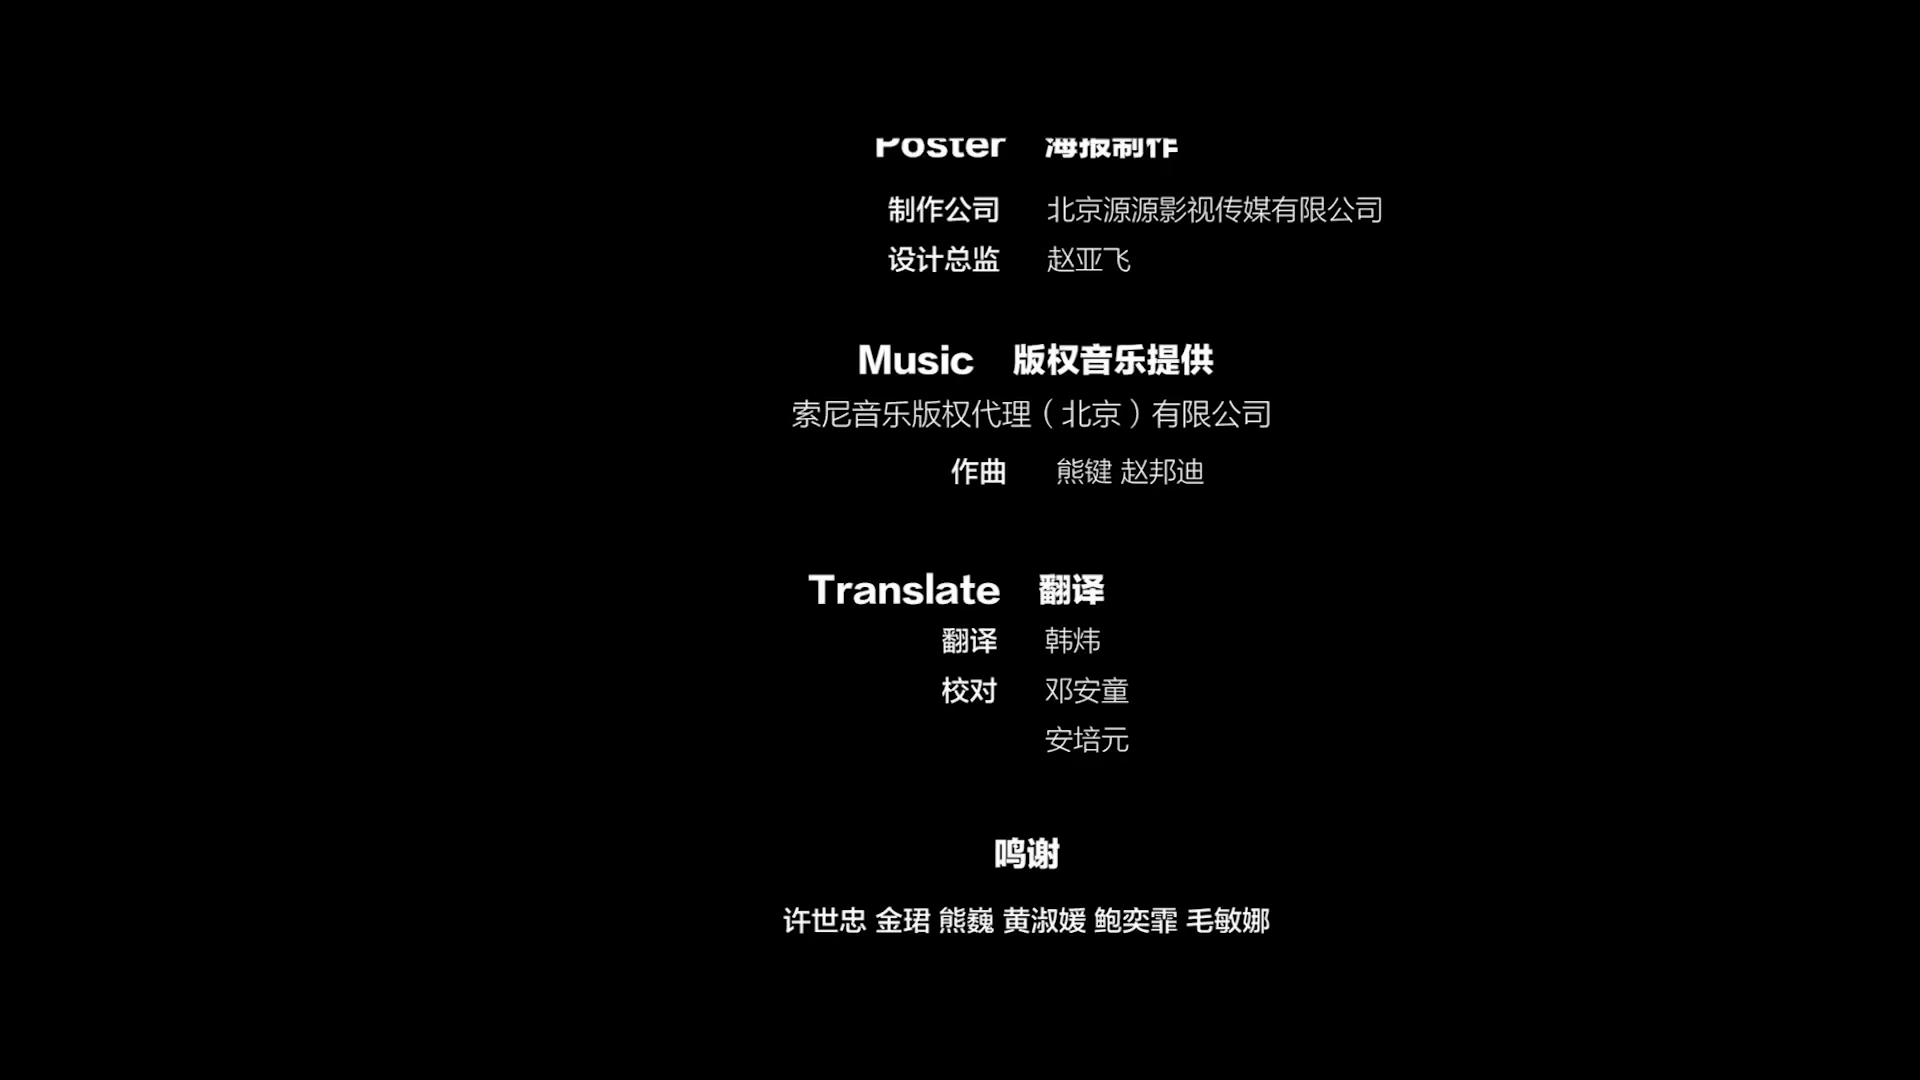 Poster 海报制作
制作公司 北京源源影视传媒有限公司
设计总监 赵亚飞
Music 版权音乐提供
索尼音乐版权代理（北京）有限公司
作曲 熊键 赵邦迪
Translate 翻译
翻译 韩炜
校对 邓安童
安培元
鸣谢
许世忠 金珺 熊巍 黄淑媛 鲍奕霏 毛敏娜